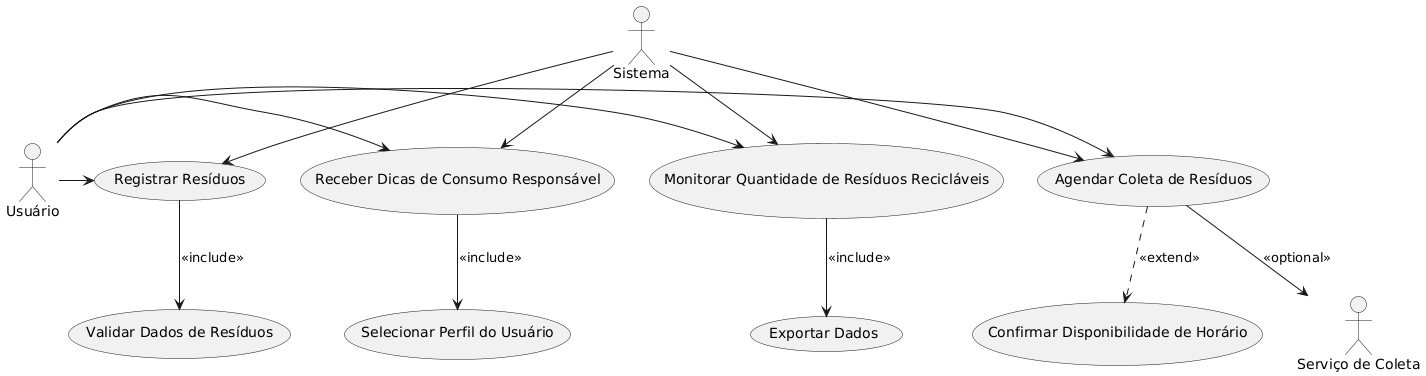 Sistema
Usuário
Registrar Resíduos
Receber Dicas de Consumo Responsável
Monitorar Quantidade de Resíduos Recicláveis
Agendar Coleta de Resíduos
«include»
«include»
«include»
«extend»
«optional»
Validar Dados de Resíduos
Selecionar Perfil do Usuário
Exportar Dados
Confirmar Disponibilidade de Horário
Serviço de Coleta